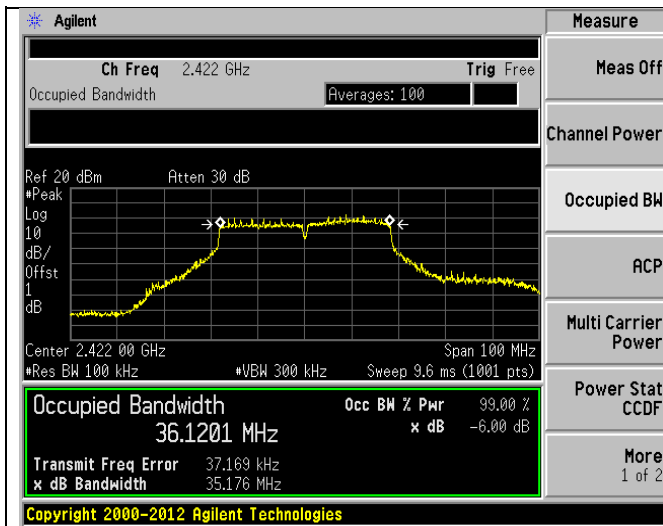 Agilent
Measure
Ch Freq 2.422 GHz Trig Free
Occupied Bandwidth Averages: 100
Meas Off
Channel Power
Occupied BW
ACP
Multi Carrier
Power
Power Stat
CCDF
More
1 of 2
Ref 20 dBm Atten 30 dB
#Peak
Log
10
dB/
Offst
1
dB
Center 2.422 00 GHz Span 100 MHz
#Res BW 100 kHz #VBW 300 kHz Sweep 9.6 ms (1001 pts)
Occupied Bandwidth Occ BW % Pwr 99.00 %
36.1201 MHz x dB -6.00 dB
Transmit Freq Error 37.169 kHz
x dB Bandwidth 35.176 MHz
Copyright 2000-2012 Agilent Technologies